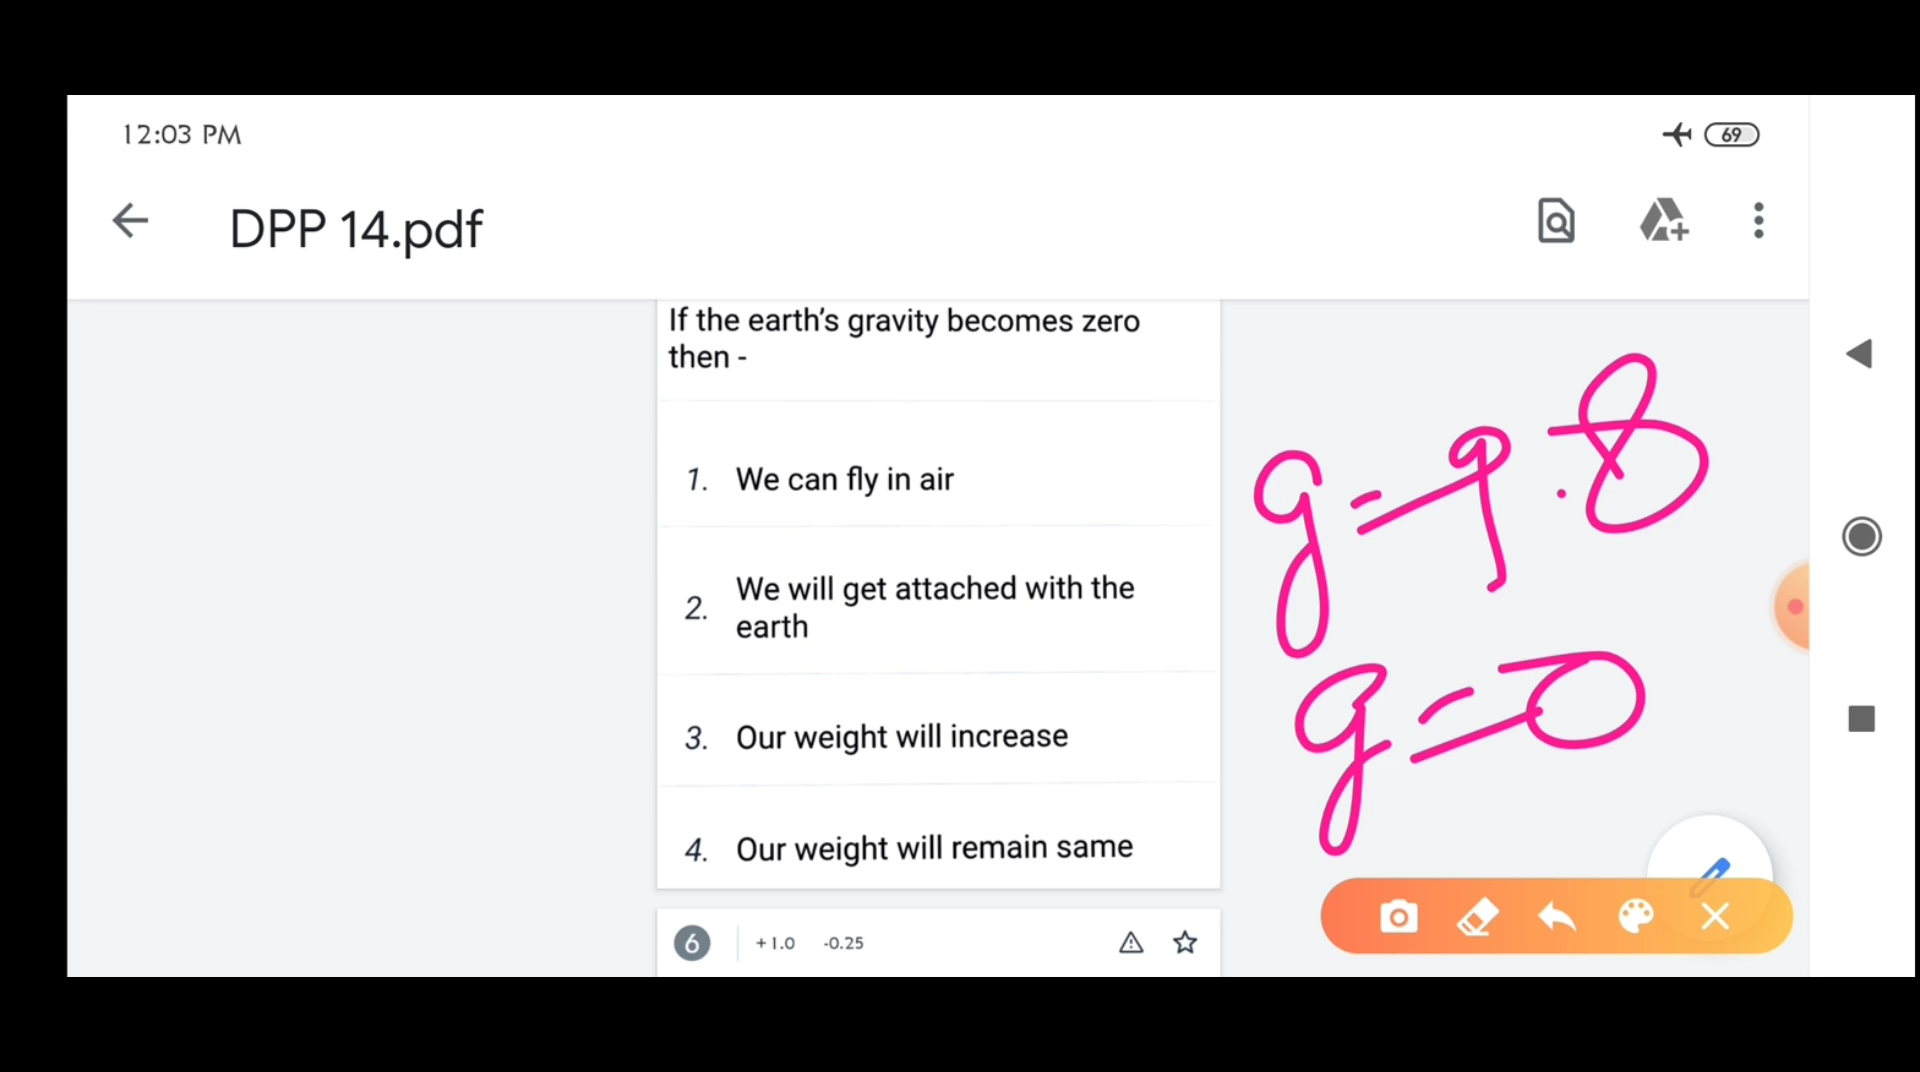 12:03 PM
69
DPP 14.pdf
If the earth's gravity becomes zero
then -
1. We can fly in air
2. We will get attached with the
earth
3. Our weight will increase
4. Our weight will remain same
g=9.8
g=0
6 +1.0 -0.25